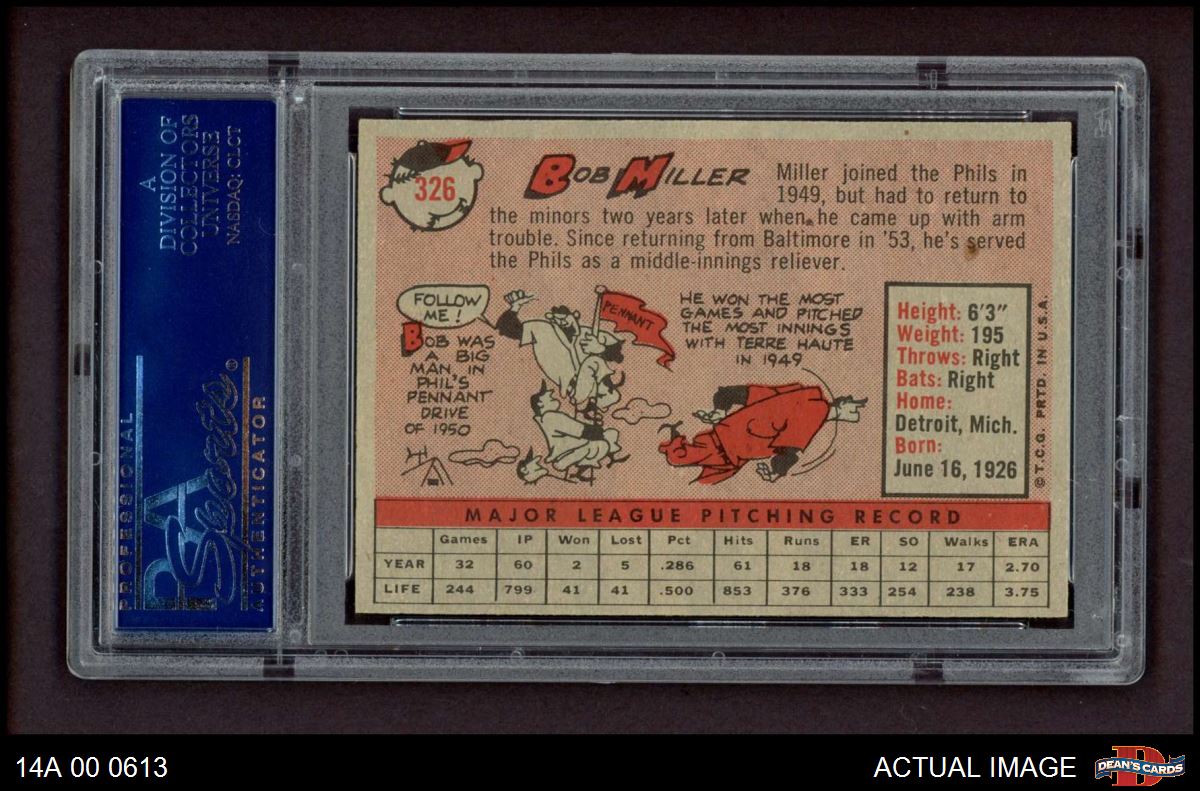 A
DIVISION OF
COLLECTORS
UNIVERSE
NASDAQ: CLCT
PROFESSIONAL
PSA
Sports®
AUTHENTICATOR
326
BOB MILLER
Miller joined the Phils in
1949, but had to return to
the minors two years later when he came up with arm
trouble. Since returning from Baltimore in '53, he's served
the Phils as a middle-innings reliever.
FOLLOW
ME!
BOB WAS
A BIG
MAN IN
PHIL'S
PENNANT
DRIVE
OF 1950
PENNANT
HE WON THE MOST
GAMES AND PITCHED
THE MOST INNINGS
WITH TERRE HAUTE
IN 1949
Height: 6'3"
Weight: 195
Throws: Right
Bats: Right
Home:
Detroit, Mich.
Born:
June 16, 1926
© T.C.G. PRTD. IN U.S.A.
MAJOR LEAGUE PITCHING RECORD
Games IP Won Lost Pct Hits Runs ER SO Walks ERA
YEAR 32 60 2 5 .286 61 18 18 12 17 2.70
LIFE 244 799 41 41 .500 853 376 333 254 238 3.75
14A 00 0613
ACTUAL IMAGE
DEAN'S CARDS